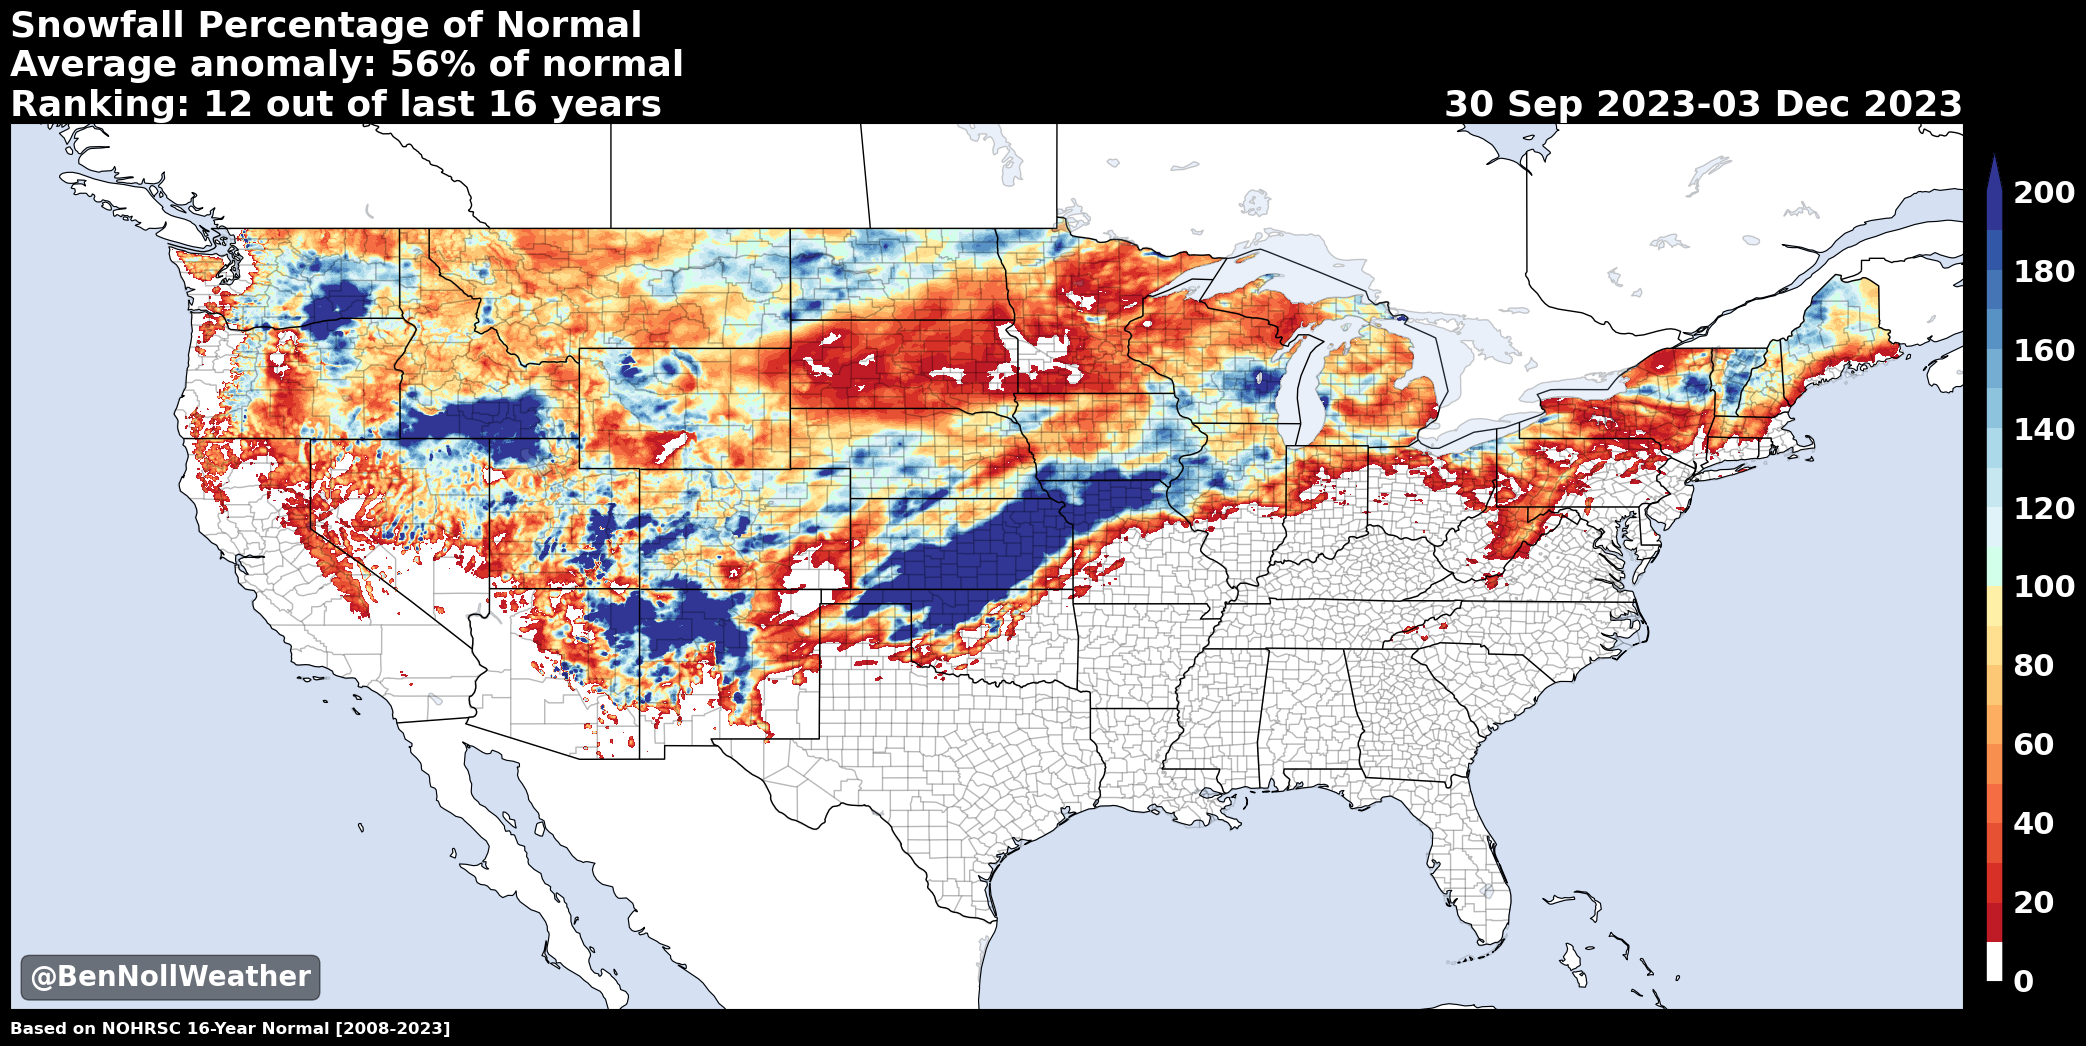 Snowfall Percentage of Normal
Average anomaly: 56% of normal
Ranking: 12 out of last 16 years
30 Sep 2023-03 Dec 2023
200
180
160
140
120
100
80
60
40
20
0
@BenNollWeather
Based on NOHRSC 16-Year Normal [2008-2023]